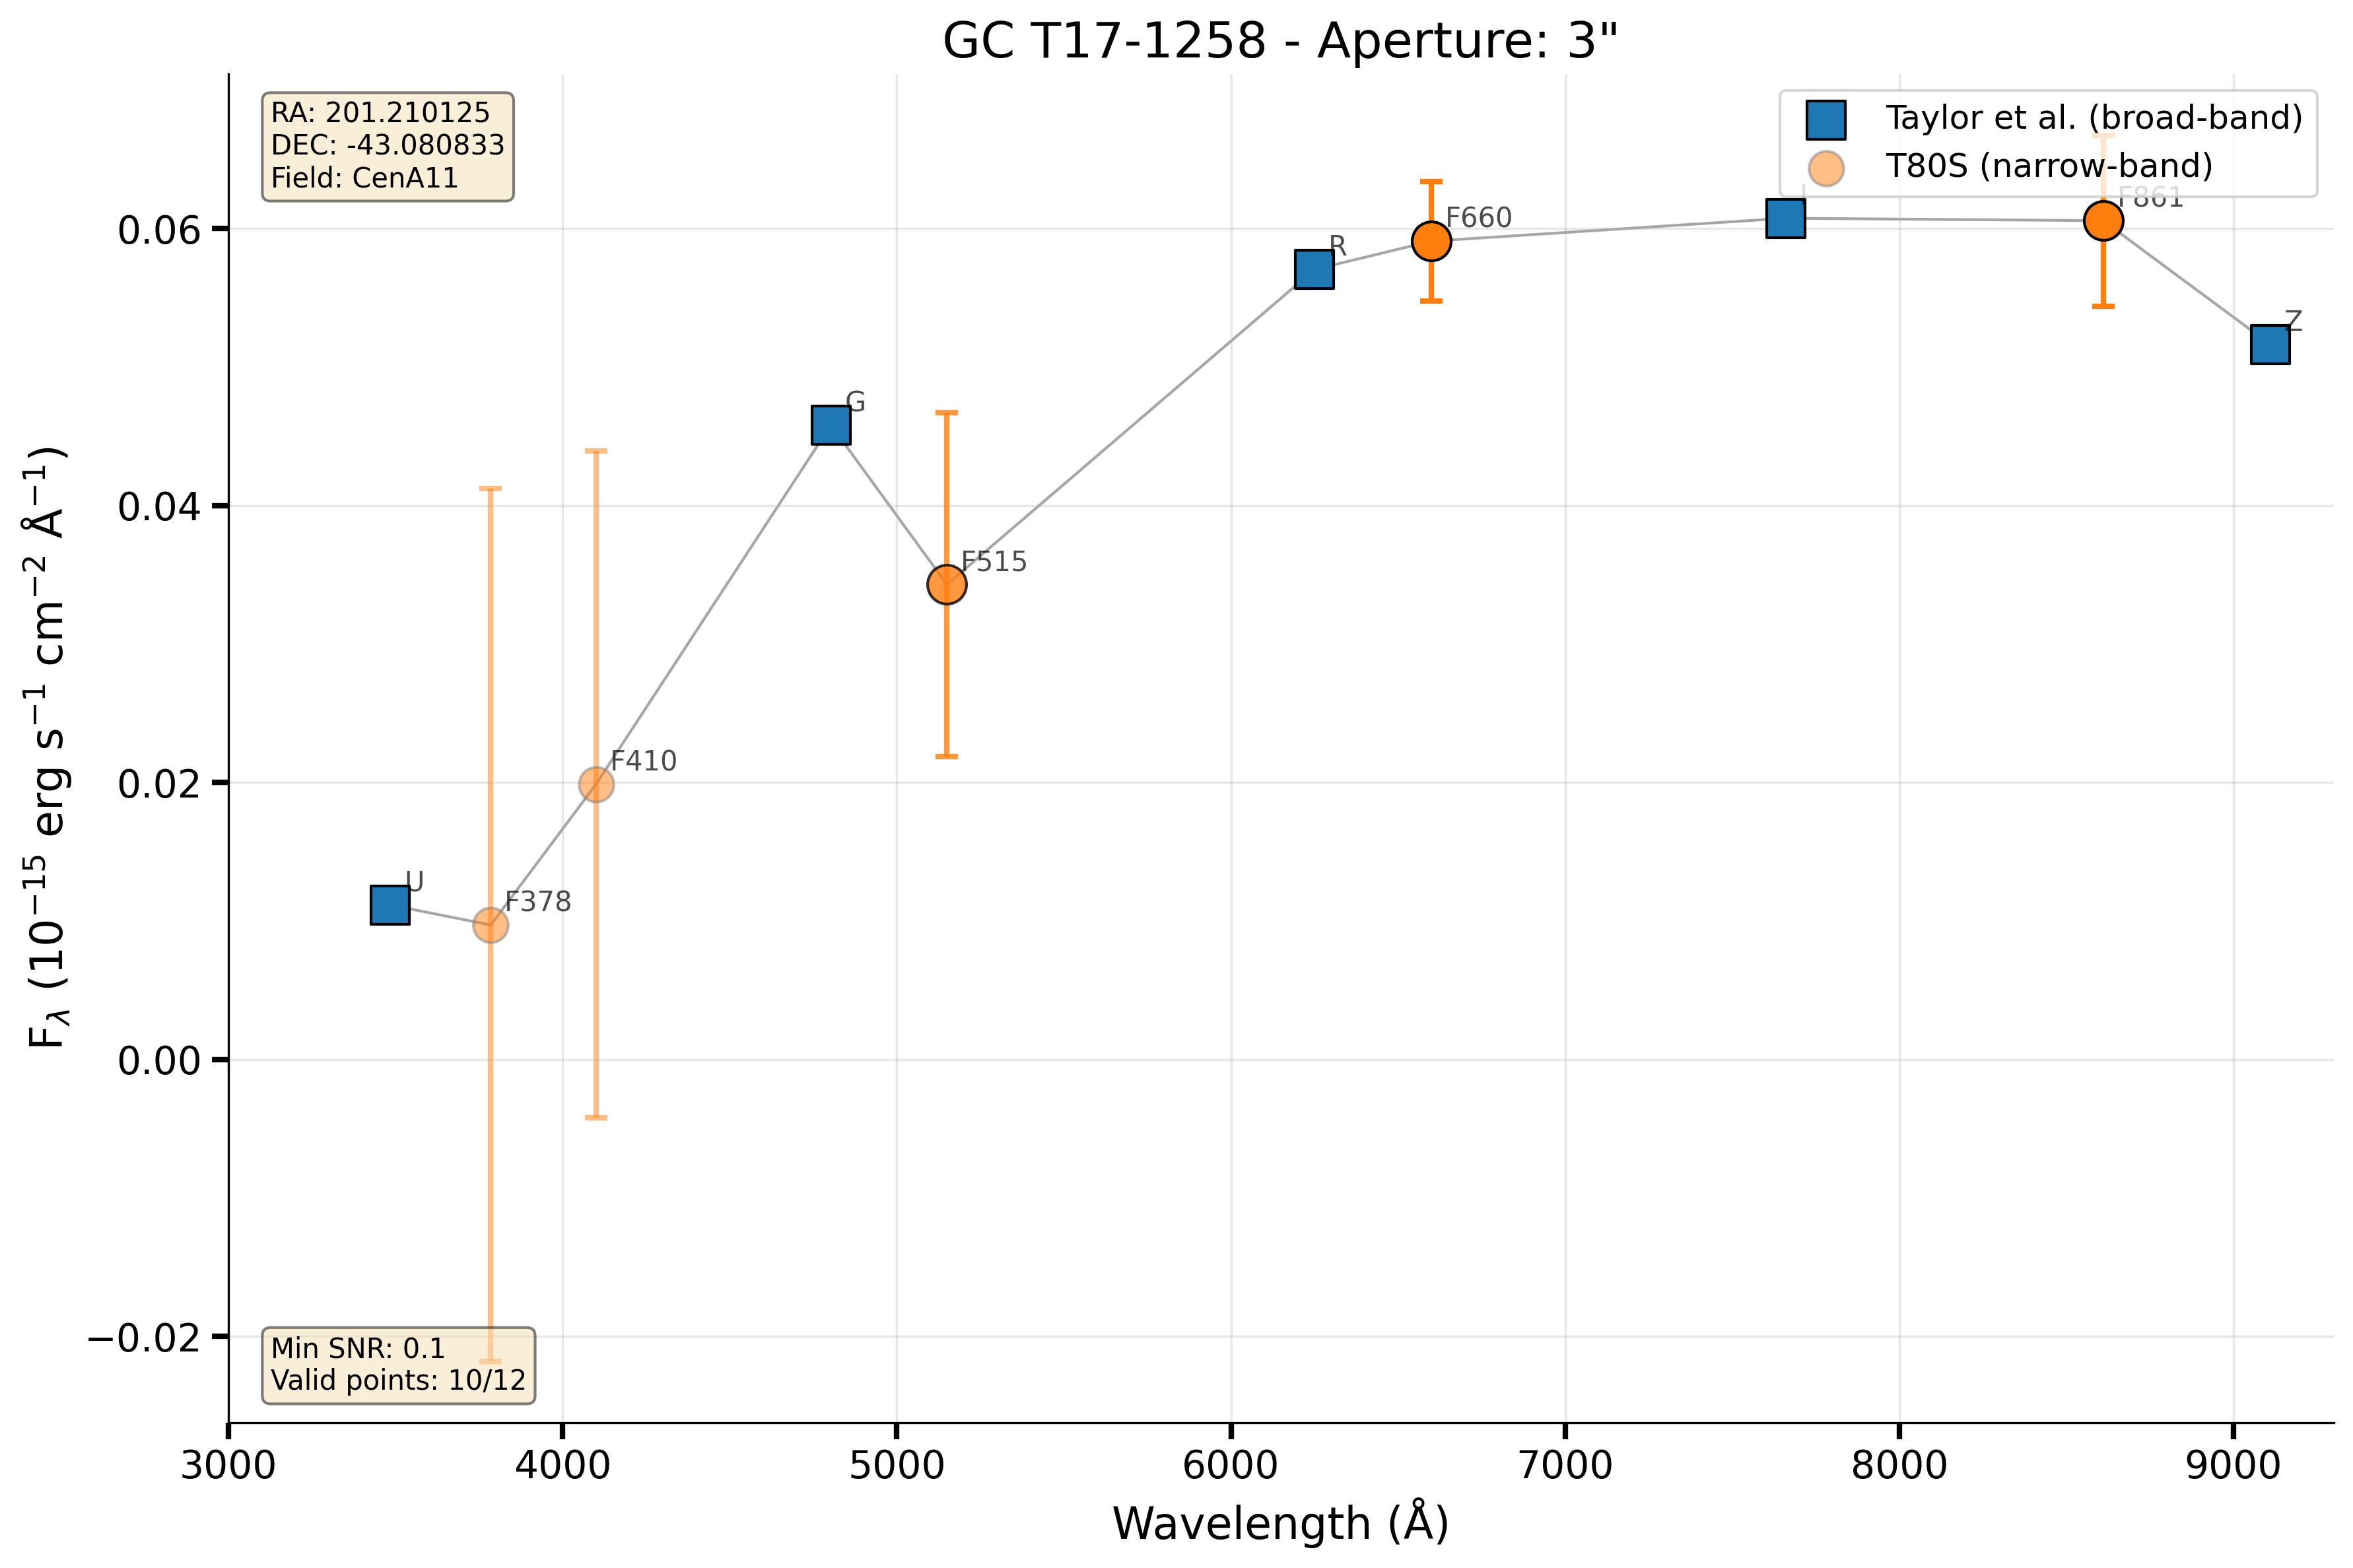 GC T17-1258 - Aperture: 3"
RA: 201.210125
DEC: -43.080833
Field: CenA11
Taylor et al. (broad-band)
T80S (narrow-band)
F861
I
F660
R
Z
G
F515
F410
U
F378
Min SNR: 0.1
Valid points: 10/12
0.06
0.04
0.02
0.00
−0.02
F$_λ$ (10$^{−15}$ erg s$^{−1}$ cm$^{−2}$ Å$^{−1}$)
3000 4000 5000 6000 7000 8000 9000
Wavelength (Å)